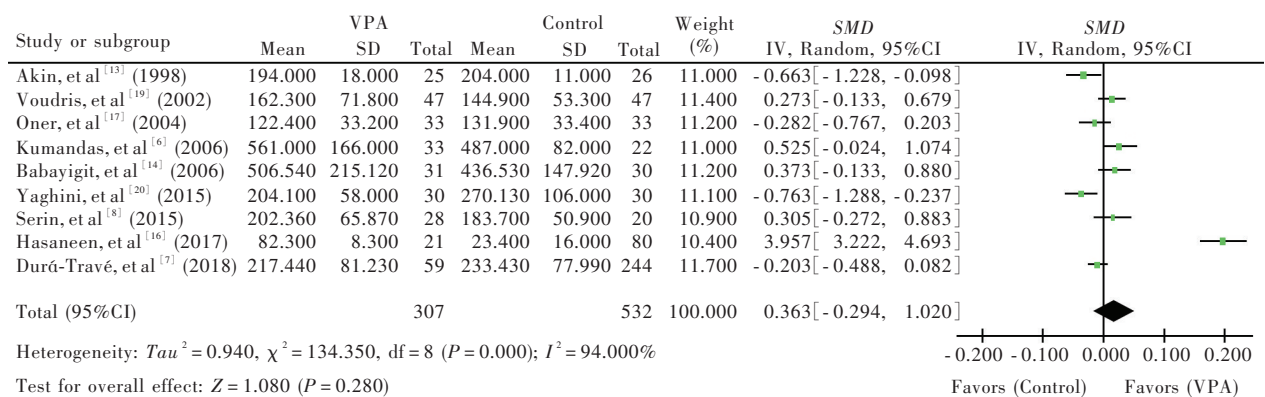 VPA Control Weight SMD SMD
Study or subgroup Mean SD Total Mean SD Total (%) IV, Random, 95%CI IV, Random, 95%CI
Akin, et al [13] (1998) 194.000 18.000 25 204.000 11.000 26 11.000 -0.663[-1.228, -0.098]
Voudris, et al [19] (2002) 162.300 71.800 47 144.900 53.300 47 11.400 0.273[-0.133, 0.679]
Oner, et al [17] (2004) 122.400 33.200 33 131.900 33.400 33 11.200 -0.282[-0.767, 0.203]
Kumandas, et al [6] (2006) 561.000 166.000 33 487.000 82.000 22 11.000 0.525[-0.024, 1.074]
Babayigit, et al [14] (2006) 506.540 215.120 31 436.530 147.920 30 11.200 0.373[-0.133, 0.880]
Yaghini, et al [20] (2015) 204.100 58.000 30 270.130 106.000 30 11.100 -0.763[-1.288, -0.237]
Serin, et al [8] (2015) 202.360 65.870 28 183.700 50.900 20 10.900 0.305[-0.272, 0.883]
Hasaneen, et al [16] (2017) 82.300 8.300 21 23.400 16.000 80 10.400 3.957[3.222, 4.693]
Durá-Travé, et al [7] (2018) 217.440 81.230 59 233.430 77.990 244 11.700 -0.203[-0.488, 0.082]
Total (95%CI) 307 532 100.000 0.363[-0.294, 1.020]
Heterogeneity: Tau² = 0.940, χ² = 134.350, df = 8 (P = 0.000); I² = 94.000%
-0.200 -0.100 0.000 0.100 0.200
Test for overall effect: Z = 1.080 (P = 0.280)
Favors (Control) Favors (VPA)